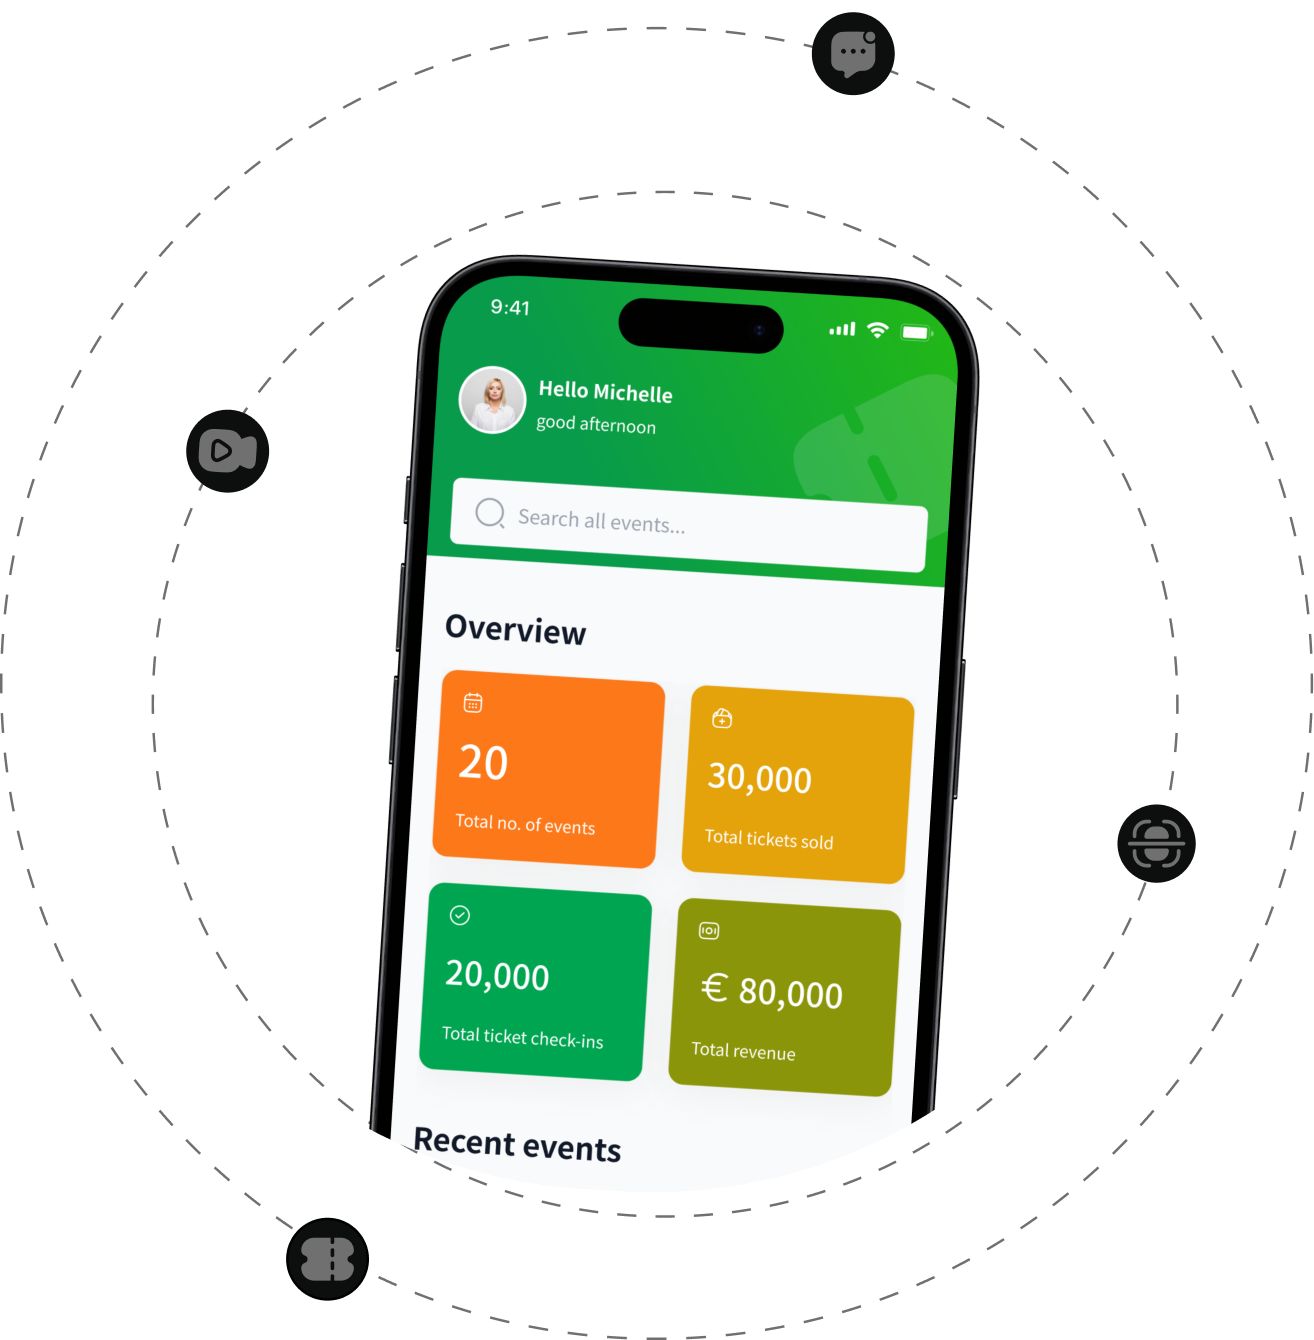 9:41
Hello Michelle
good afternoon
Search all events...
Overview
20
Total no. of events
30,000
Total tickets sold
20,000
Total ticket check-ins
€ 80,000
Total revenue
Recent events